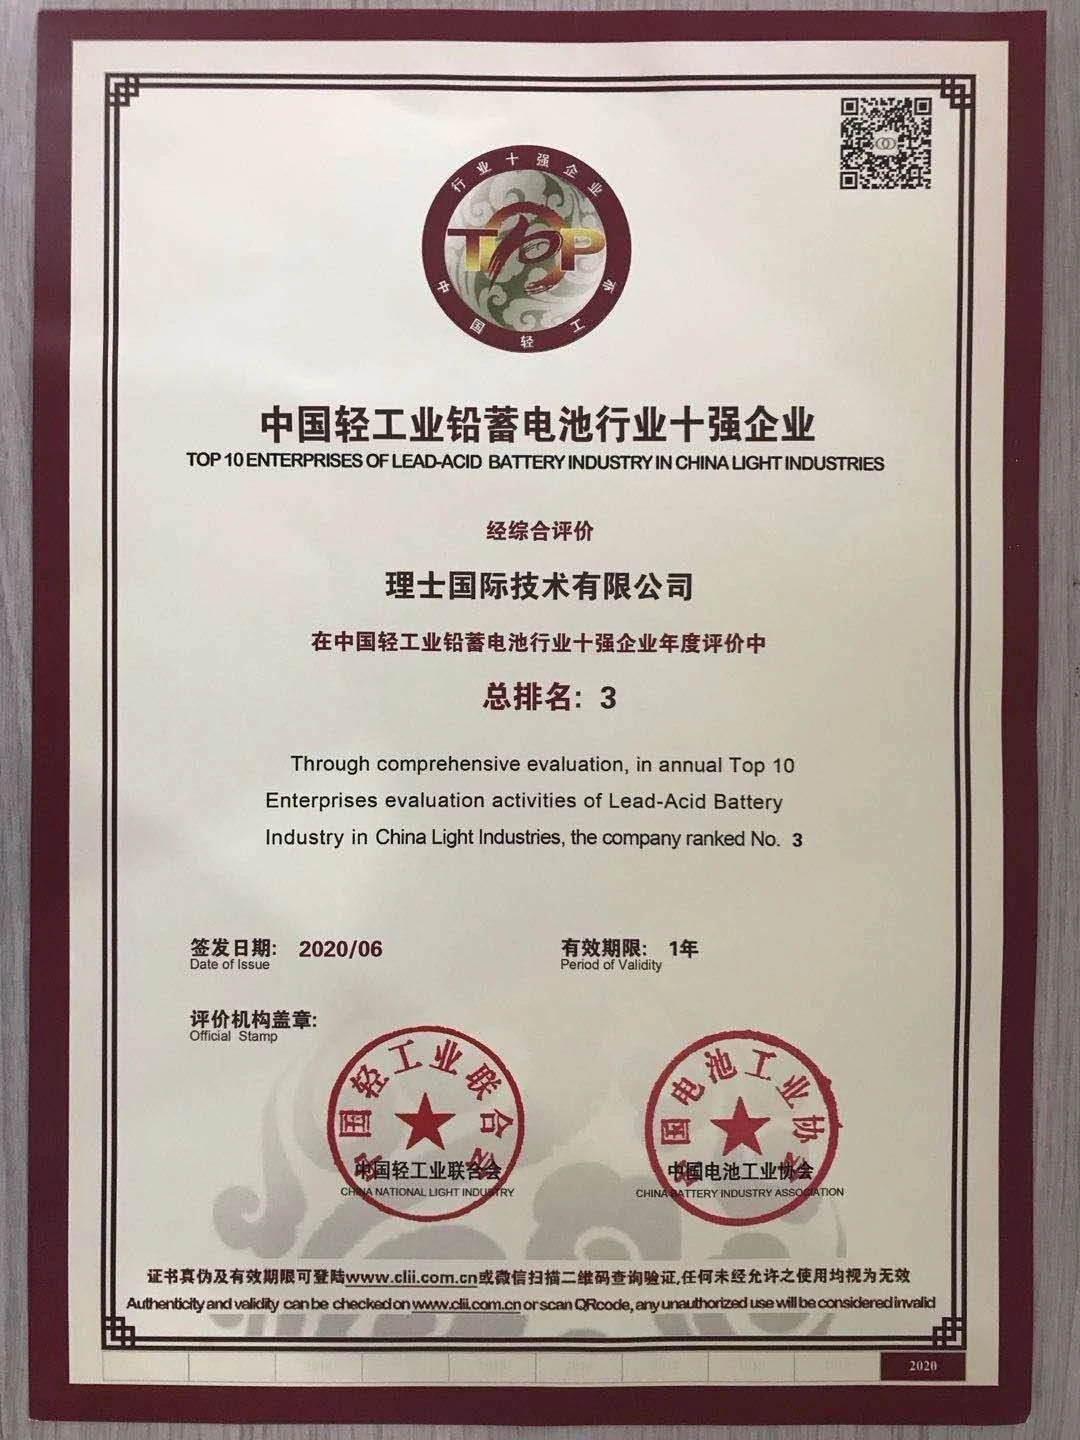 行业十强企业
TOP
中国轻工业
中国轻工业铅蓄电池行业十强企业
TOP 10 ENTERPRISES OF LEAD-ACID BATTERY INDUSTRY IN CHINA LIGHT INDUSTRIES
经综合评价
理士国际技术有限公司
在中国轻工业铅蓄电池行业十强企业年度评价中
总排名: 3
Through comprehensive evaluation, in annual Top 10
Enterprises evaluation activities of Lead-Acid Battery
Industry in China Light Industries, the company ranked No. 3
签发日期: 2020/06
Date of Issue
有效期限: 1年
Period of Validity
评价机构盖章:
Official Stamp
中国轻工业联合会
中国轻工业联合会
CHINA NATIONAL LIGHT INDUSTRY
中国电池工业协会
中国电池工业协会
CHINA BATTERY INDUSTRY ASSOCIATION
证书真伪及有效期限可登陆www.clii.com.cn或微信扫描二维码查询验证,任何未经允许之使用均视为无效
Authenticity and validity can be checked on www.clii.com.cn or scan QRcode, any unauthorized use will be considered invalid
2020